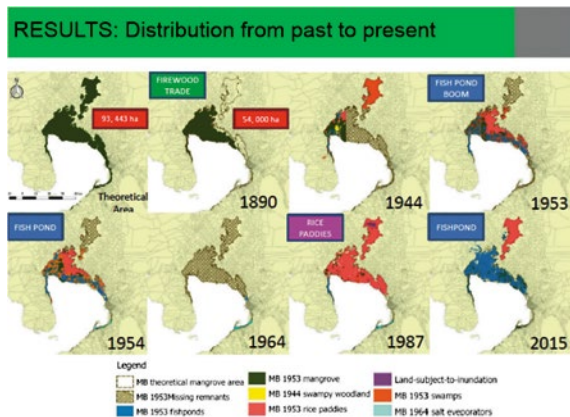 RESULTS: Distribution from past to present
FIREWOOD
TRADE
FISH POND
BOOM
93, 443 ha
54, 000 ha
Theoretical
Area
1890
1944
1953
FISH POND
RICE
PADDIES
FISHPOND
1954
1964
1987
2015
Legend
MB theoretical mangrove area
MB 1953Missing remnants
MB 1953 fishponds
MB 1953 mangrove
MB 1944 swampy woodland
MB 1953 rice paddies
Land-subject-to-inundation
MB 1953 swamps
MB 1964 salt eveporators